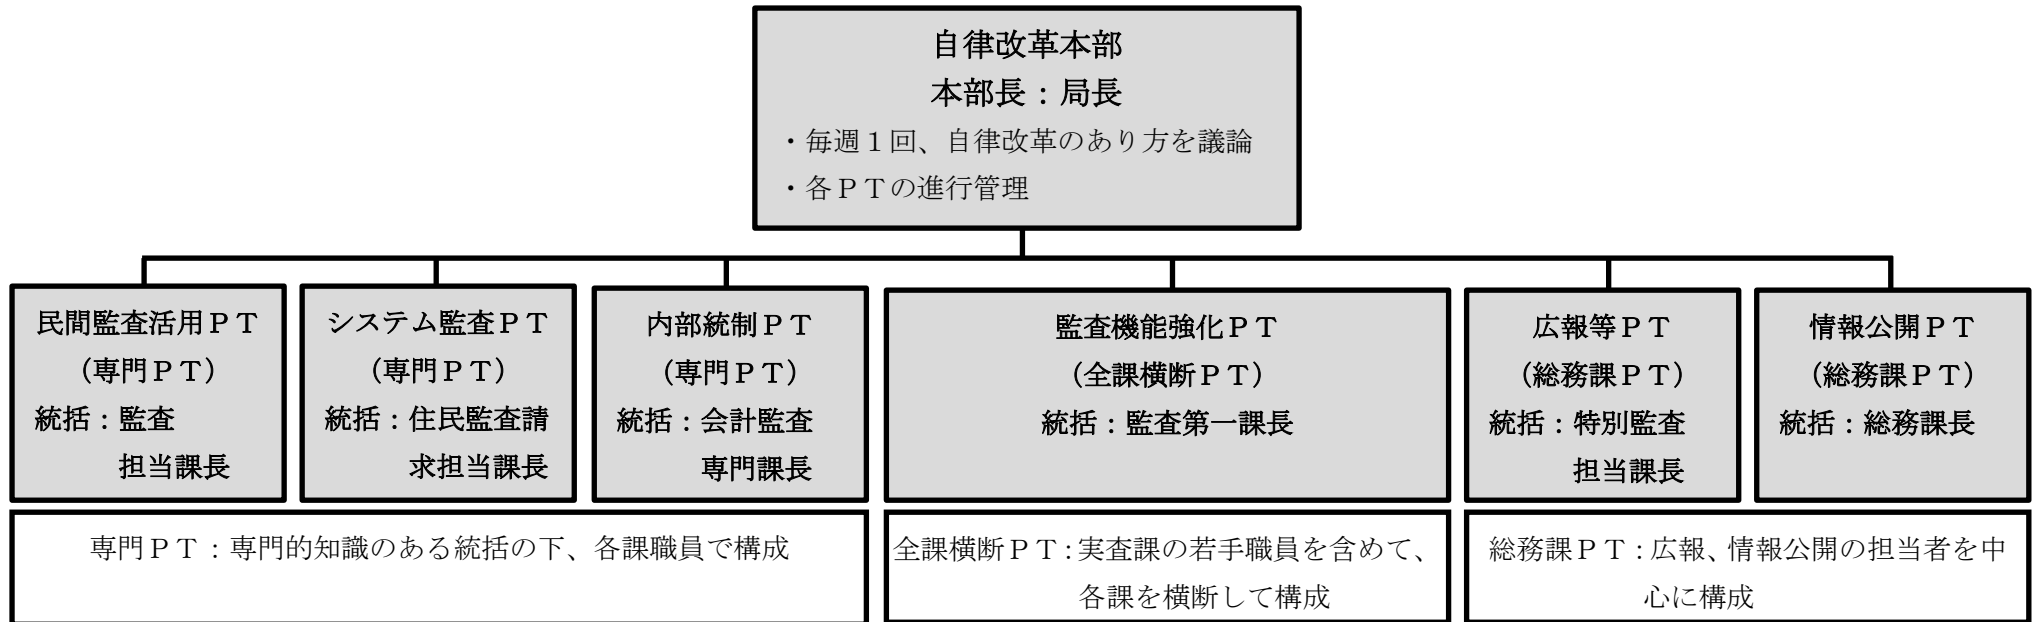 自律改革本部
本部長：局長
・毎週１回、自律改革のあり方を議論
・各ＰＴの進行管理
民間監査活用ＰＴ
（専門ＰＴ）
統括：監査
担当課長
システム監査ＰＴ
（専門ＰＴ）
統括：住民監査請
求担当課長
内部統制ＰＴ
（専門ＰＴ）
統括：会計監査
専門課長
監査機能強化ＰＴ
（全課横断ＰＴ）
統括：監査第一課長
広報等ＰＴ
（総務課ＰＴ）
統括：特別監査
担当課長
情報公開ＰＴ
（総務課ＰＴ）
統括：総務課長
専門ＰＴ：専門的知識のある統括の下、各課職員で構成
全課横断ＰＴ：実査課の若手職員を含めて、
各課を横断して構成
総務課ＰＴ：広報、情報公開の担当者を中
心に構成